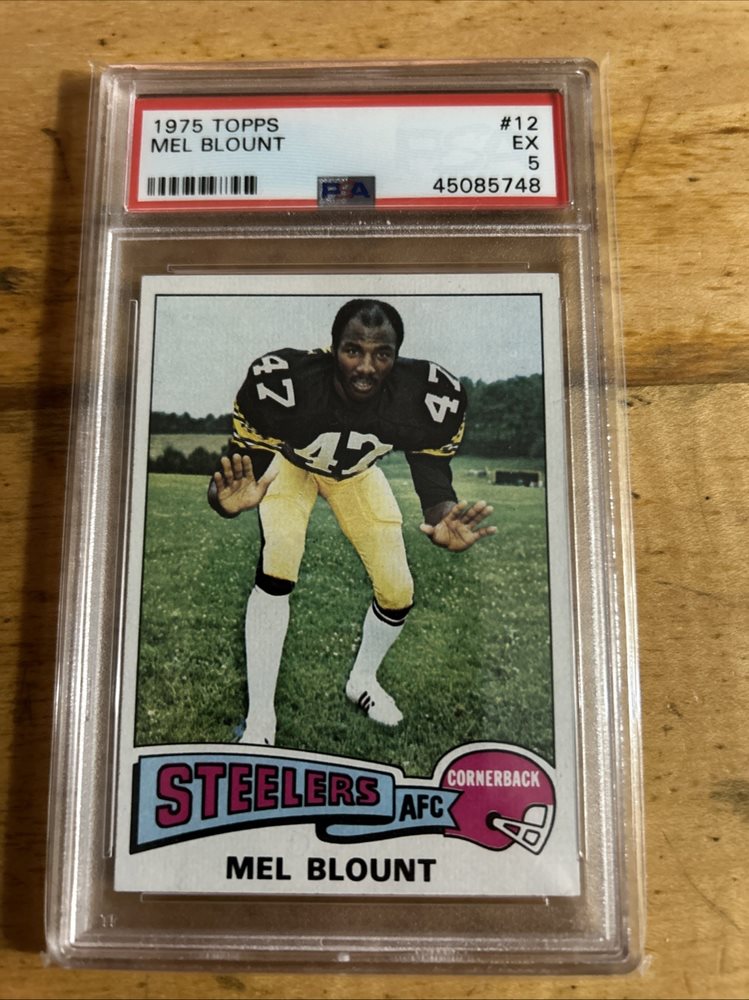 1975 TOPPS #12
MEL BLOUNT EX
5
PSA 45085748
47 47
47
STEELERS AFC CORNERBACK
MEL BLOUNT